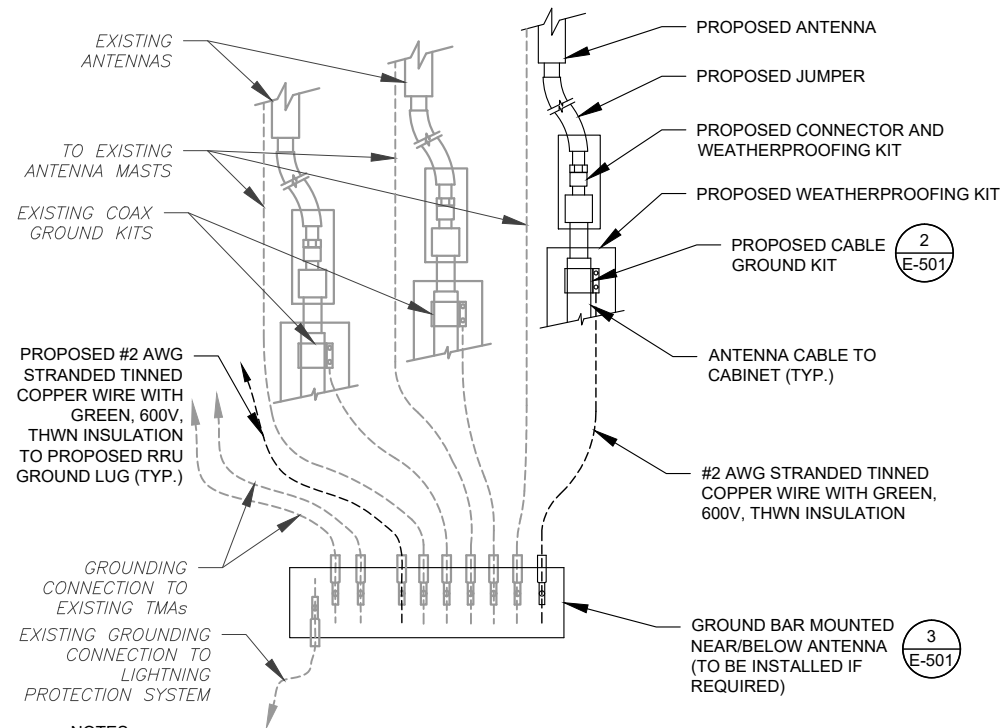 EXISTING
ANTENNAS
TO EXISTING
ANTENNA MASTS
EXISTING COAX
GROUND KITS
PROPOSED #2 AWG
STRANDED TINNED
COPPER WIRE WITH
GREEN, 600V,
THWN INSULATION
TO PROPOSED RRU
GROUND LUG (TYP.)
GROUNDING
CONNECTION TO
EXISTING TMAs
EXISTING GROUNDING
CONNECTION TO
LIGHTNING
PROTECTION SYSTEM
PROPOSED ANTENNA
PROPOSED JUMPER
PROPOSED CONNECTOR AND
WEATHERPROOFING KIT
PROPOSED WEATHERPROOFING KIT
PROPOSED CABLE
GROUND KIT
2
E-501
ANTENNA CABLE TO
CABINET (TYP.)
#2 AWG STRANDED TINNED
COPPER WIRE WITH GREEN,
600V, THWN INSULATION
GROUND BAR MOUNTED
NEAR/BELOW ANTENNA
(TO BE INSTALLED IF
REQUIRED)
3
E-501